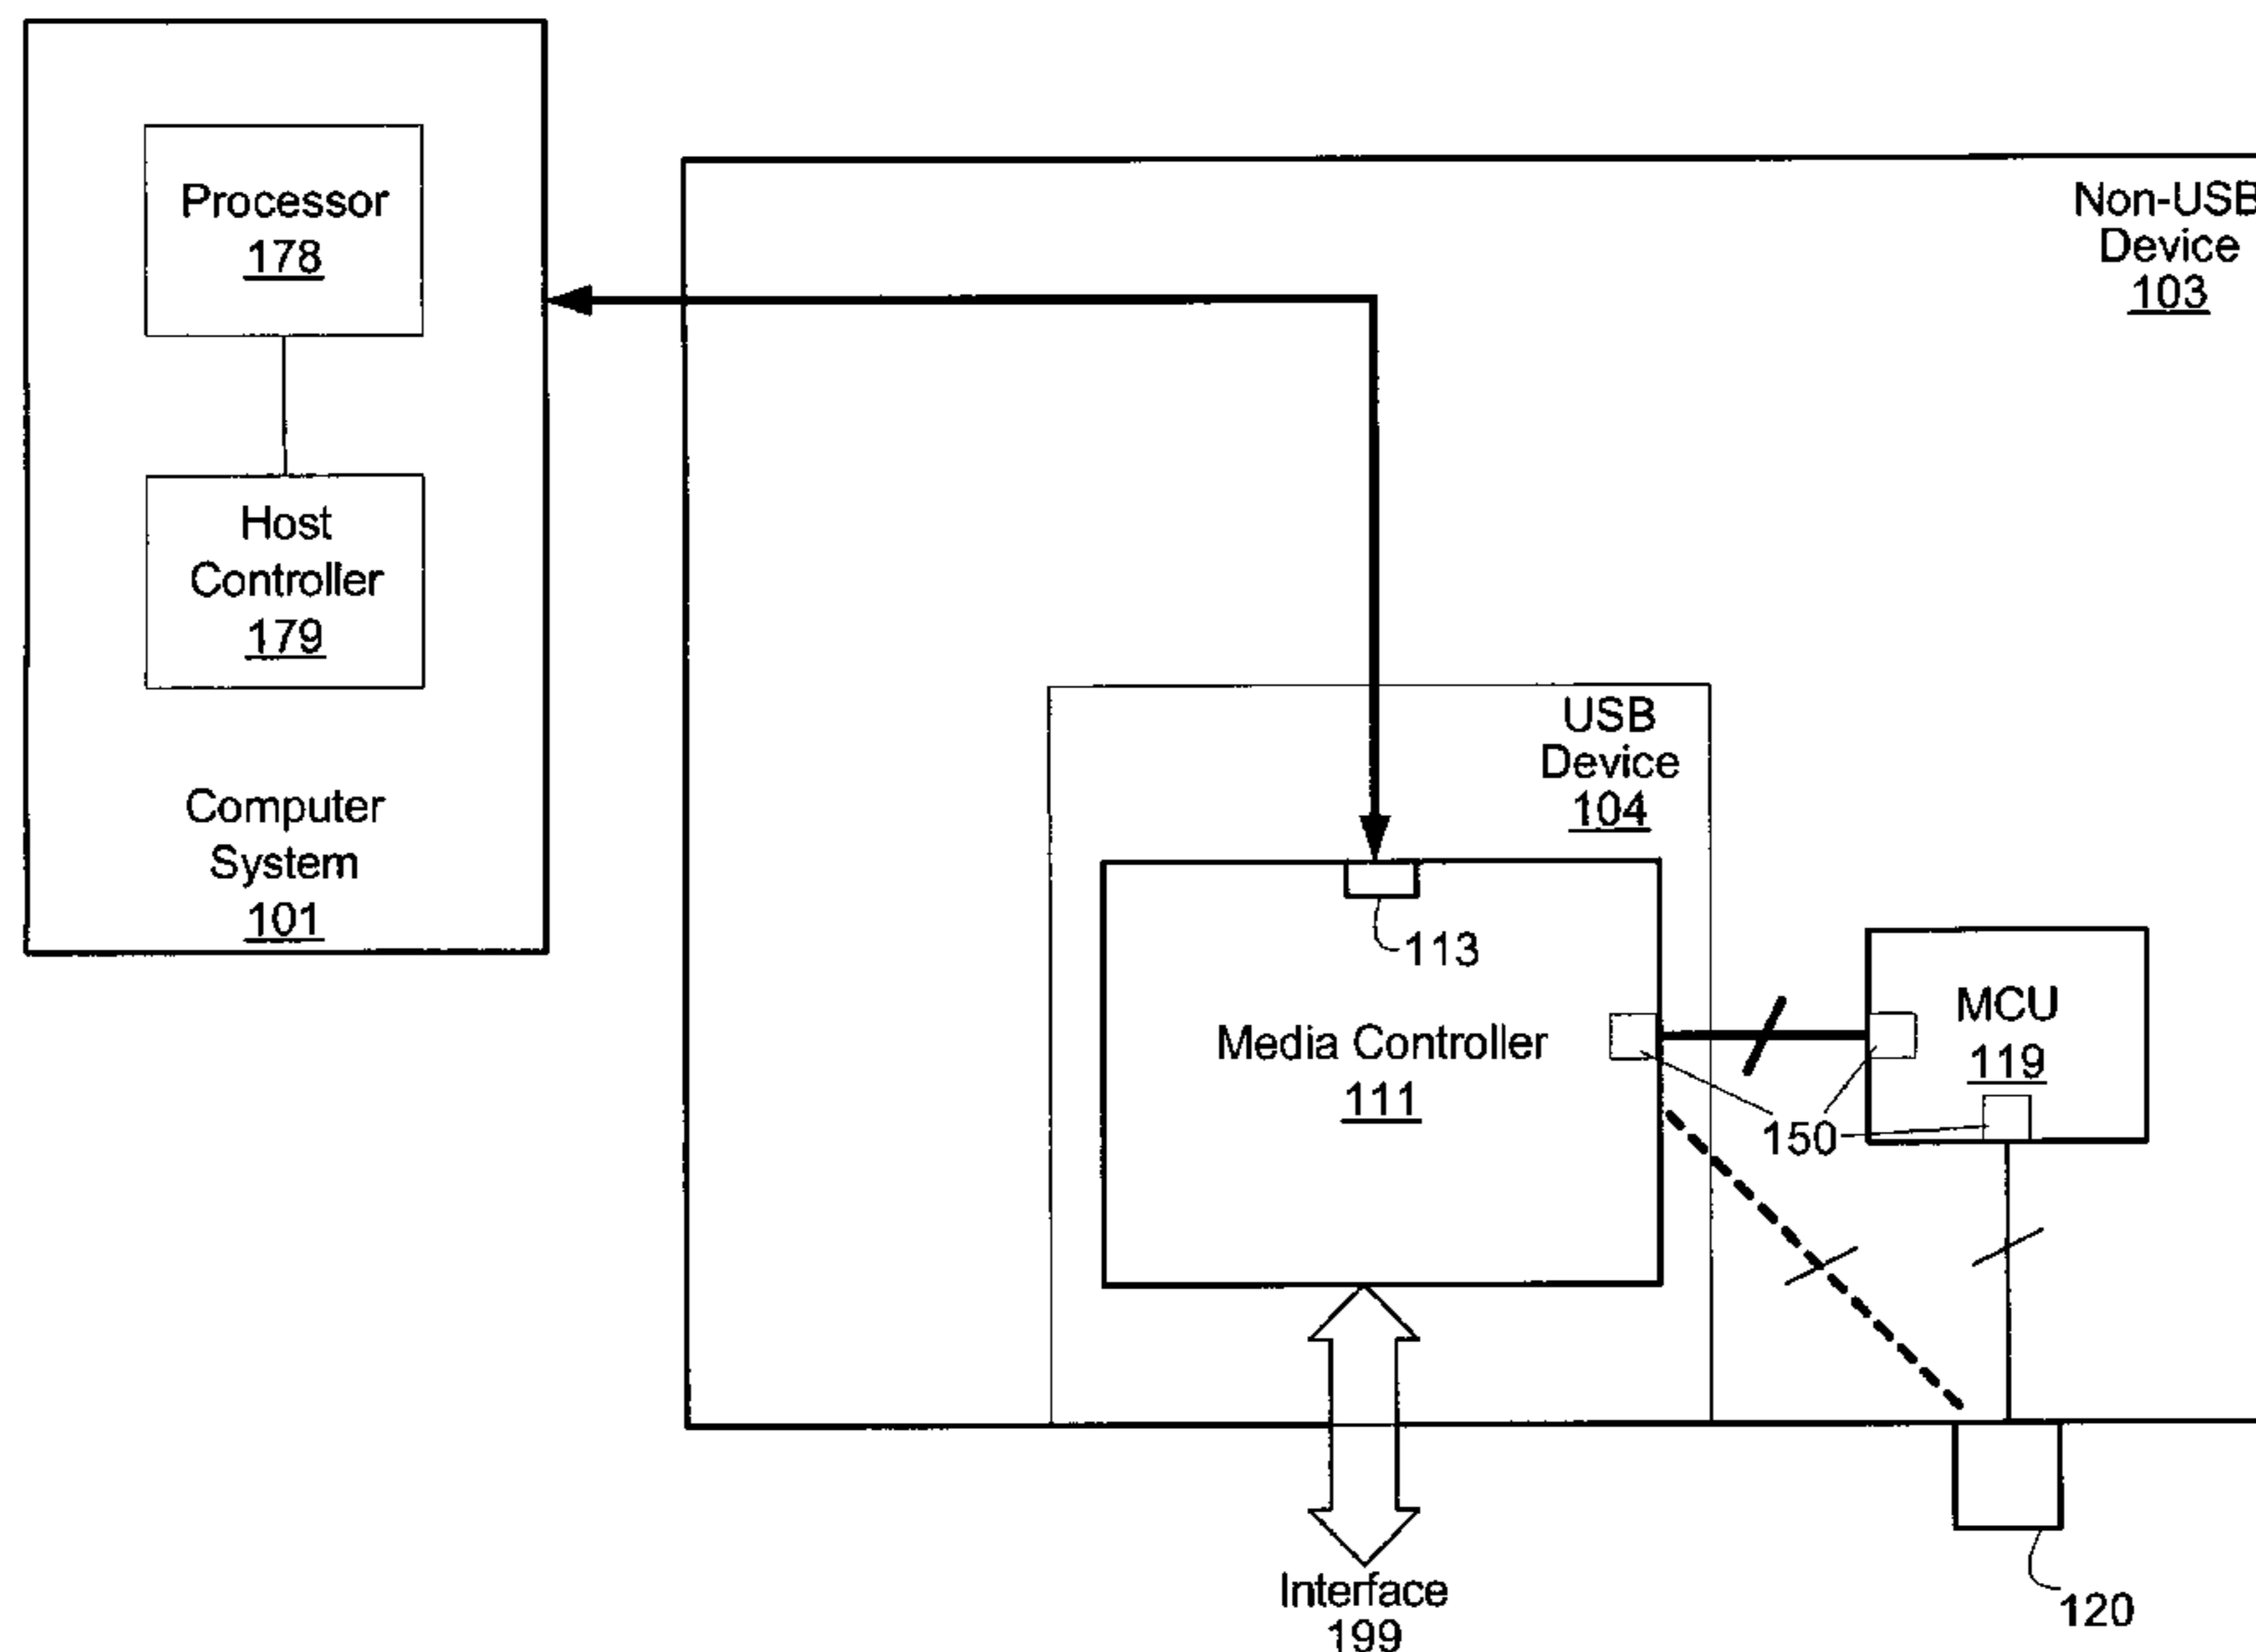 Processor
178
Host
Controller
179
Computer
System
101
Non-USB
Device
103
USB
Device
104
113
Media Controller
111
MCU
119
150
Interface
199
120